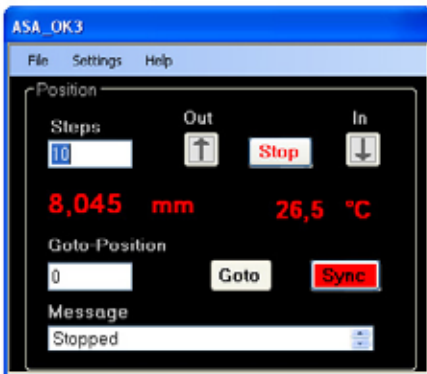 ASA_OK3
File Settings Help
Position
Steps Out In
10 Stop
8,045 mm 26,5 °C
Goto-Position
0 Goto Sync
Message
Stopped